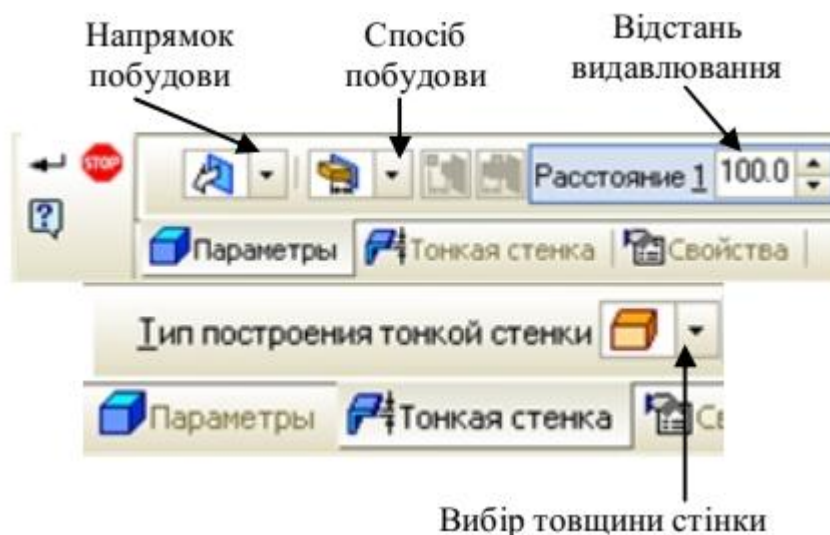 Напрямок
побудови
Спосіб
побудови
Відстань
видавлювання
STOP
Расстояние 1 100.0
Параметры Тонкая стенка Свойства
Тип построения тонкой стенки
Параметры Тонкая стенка
Вибір товщини стінки